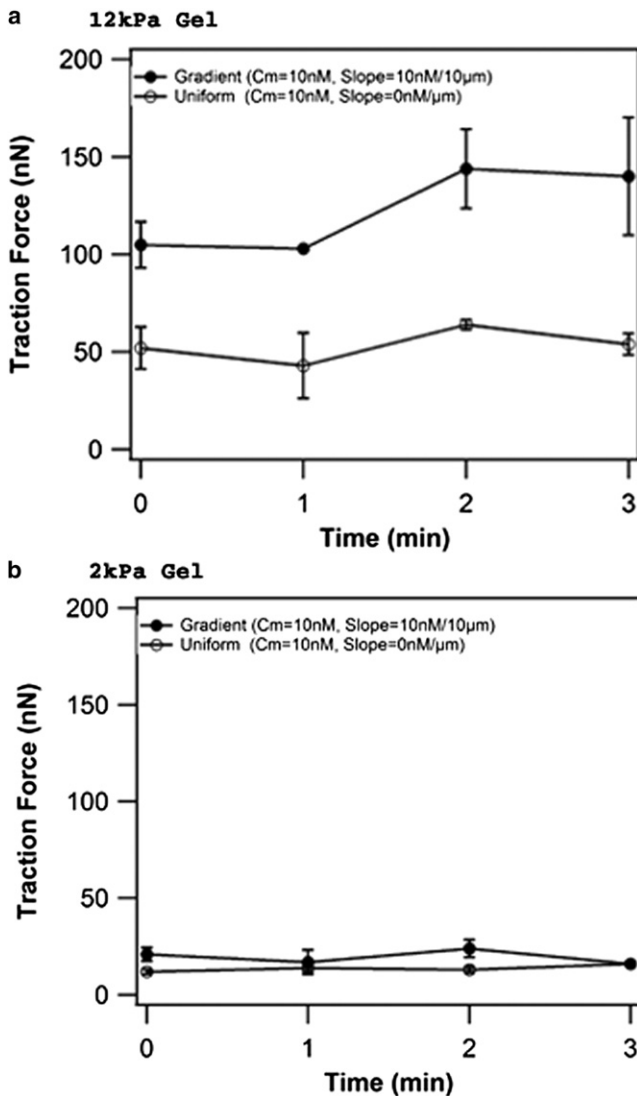 a 12kPa Gel
200
Gradient (Cm=10nM, Slope=10nM/10µm)
Uniform (Cm=10nM, Slope=0nM/µm)
150
100
50
0
Traction Force (nN)
0 1 2 3
Time (min)
b 2kPa Gel
200
Gradient (Cm=10nM, Slope=10nM/10µm)
Uniform (Cm=10nM, Slope=0nM/µm)
150
100
50
0
Traction Force (nN)
0 1 2 3
Time (min)